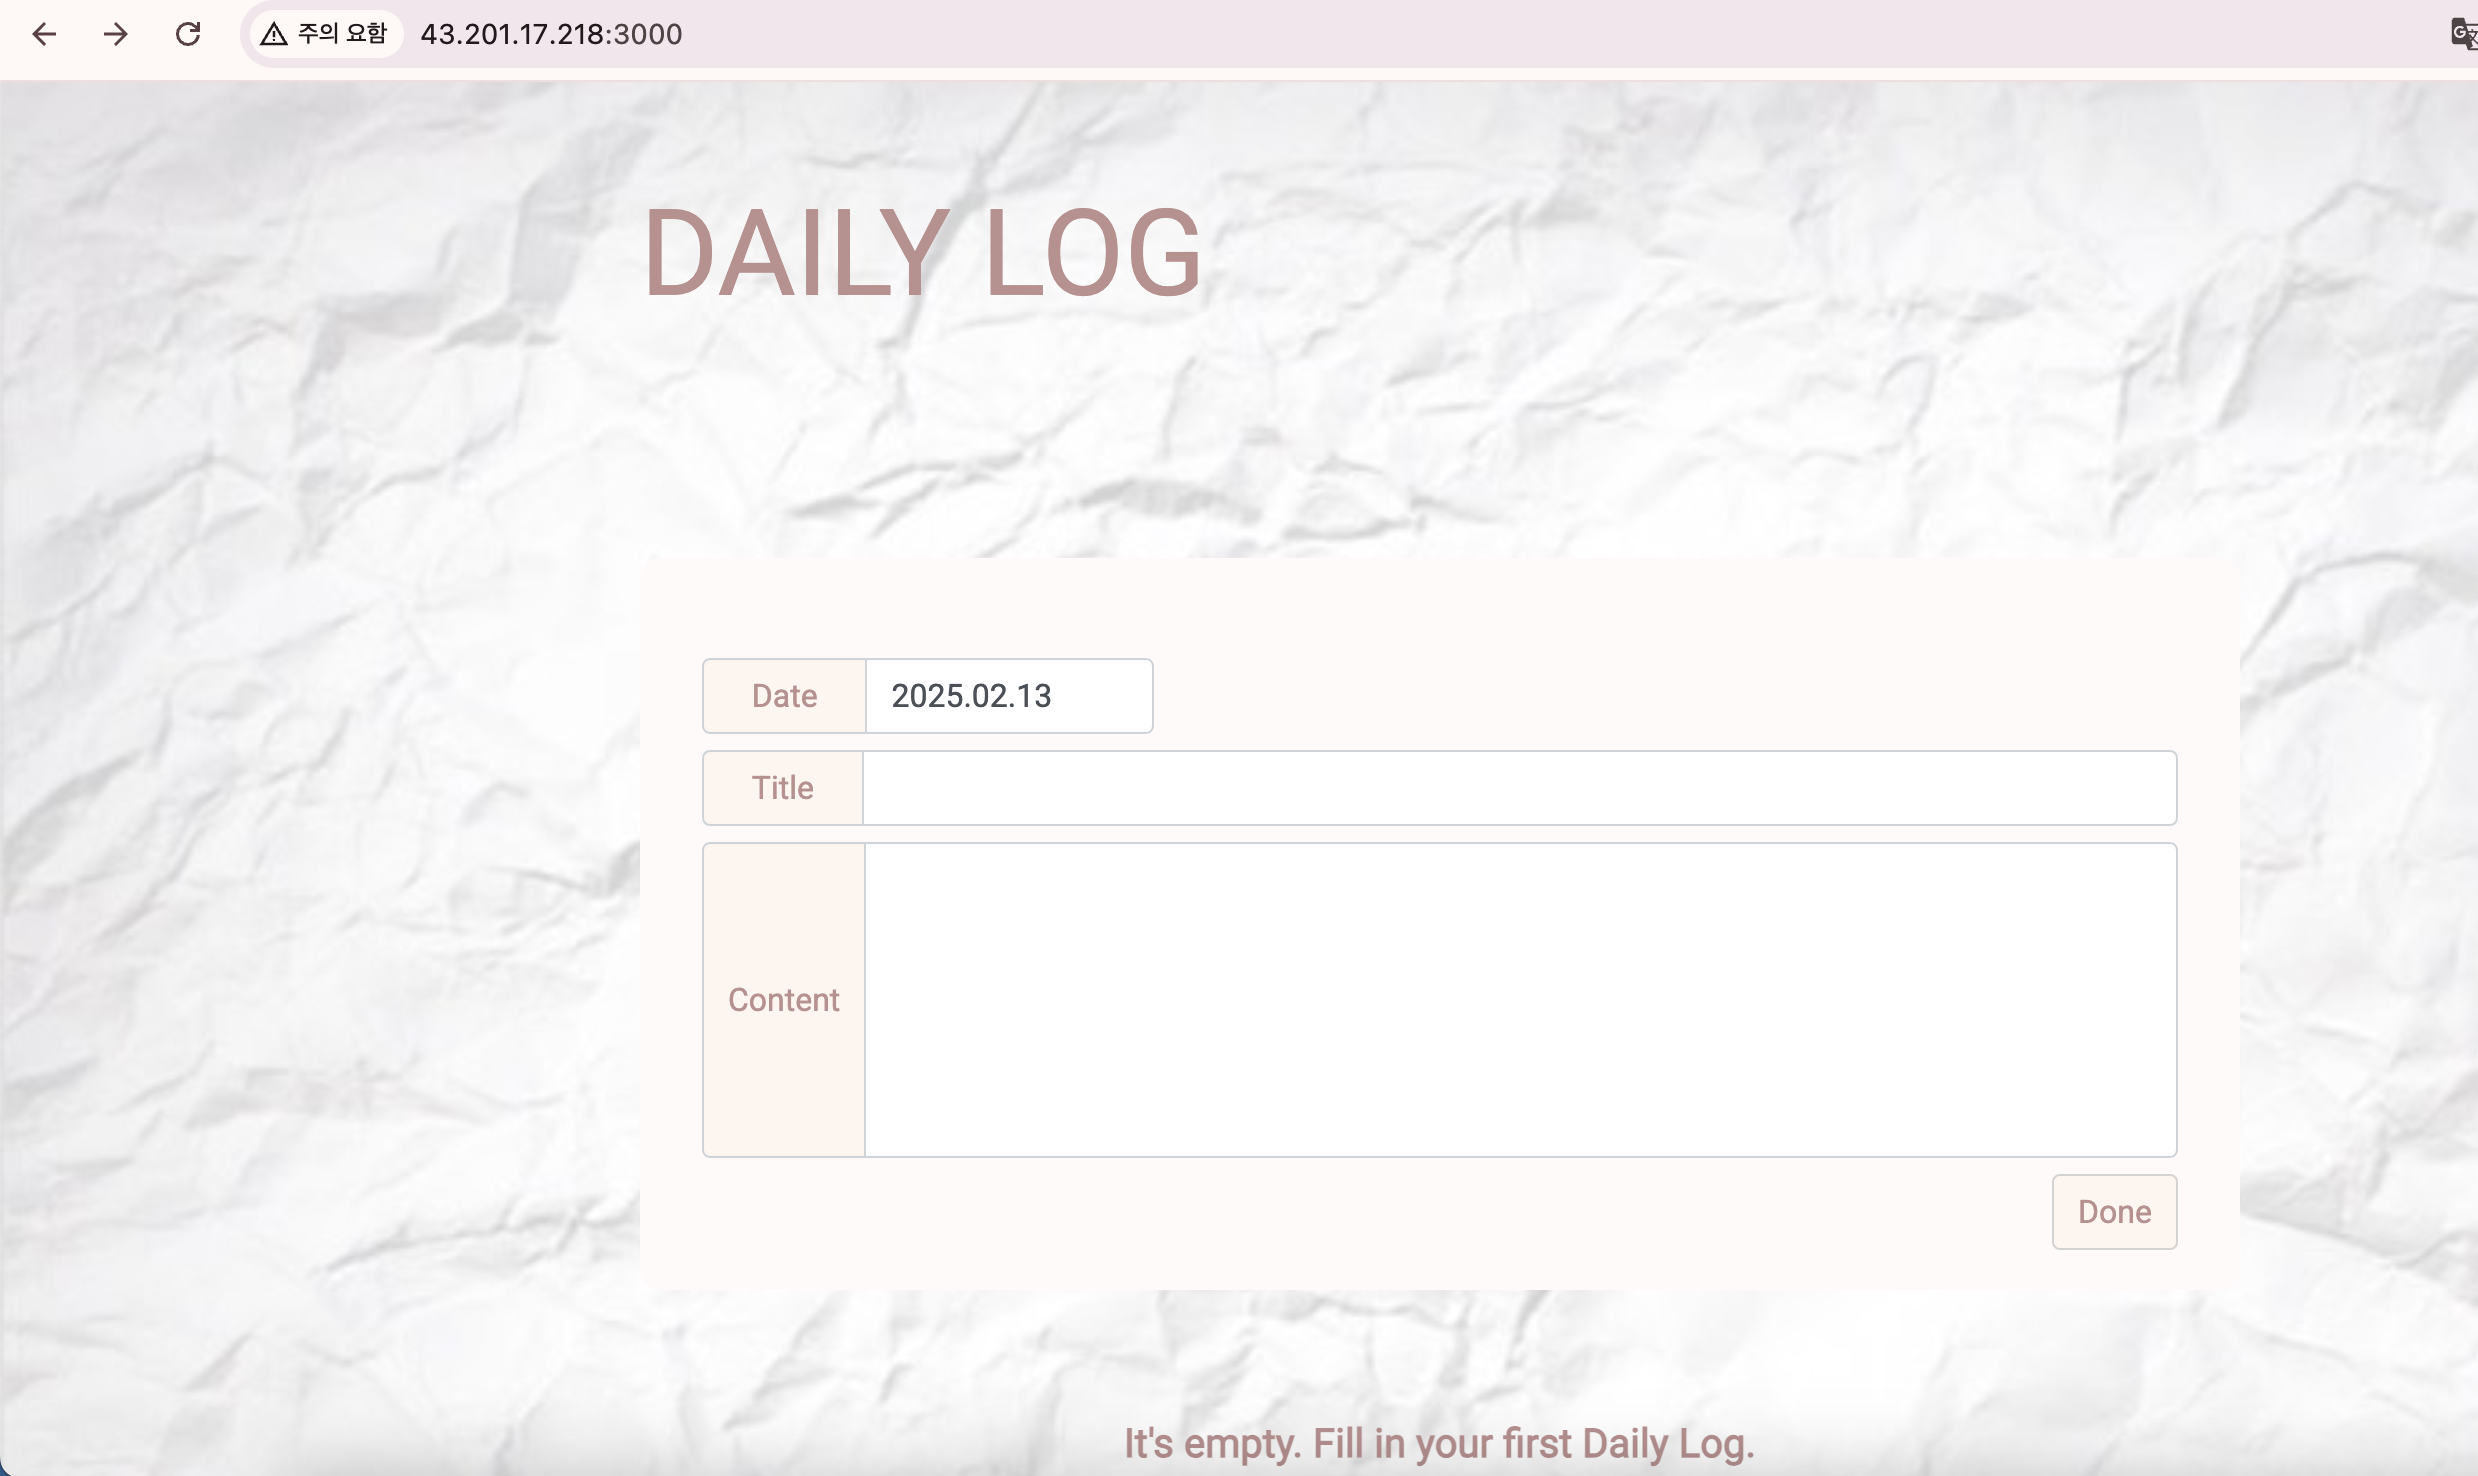 주의 요함 43.201.17.218:3000
DAILY LOG
Date 2025.02.13
Title
Content
Done
It's empty. Fill in your first Daily Log.